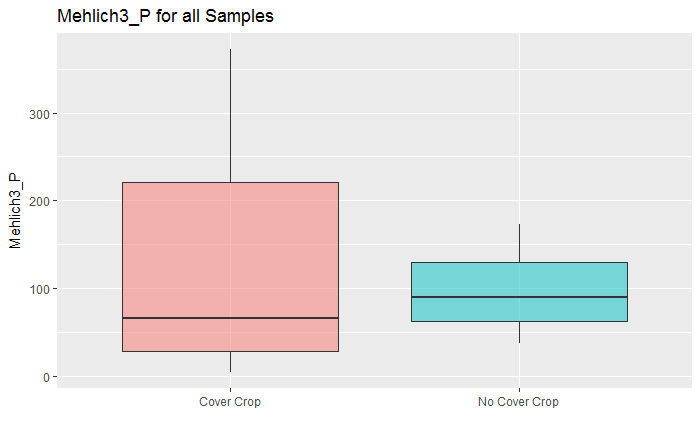 Mehlich3_P for all Samples
Mehlich3_P
300
200
100
0
Cover Crop
No Cover Crop